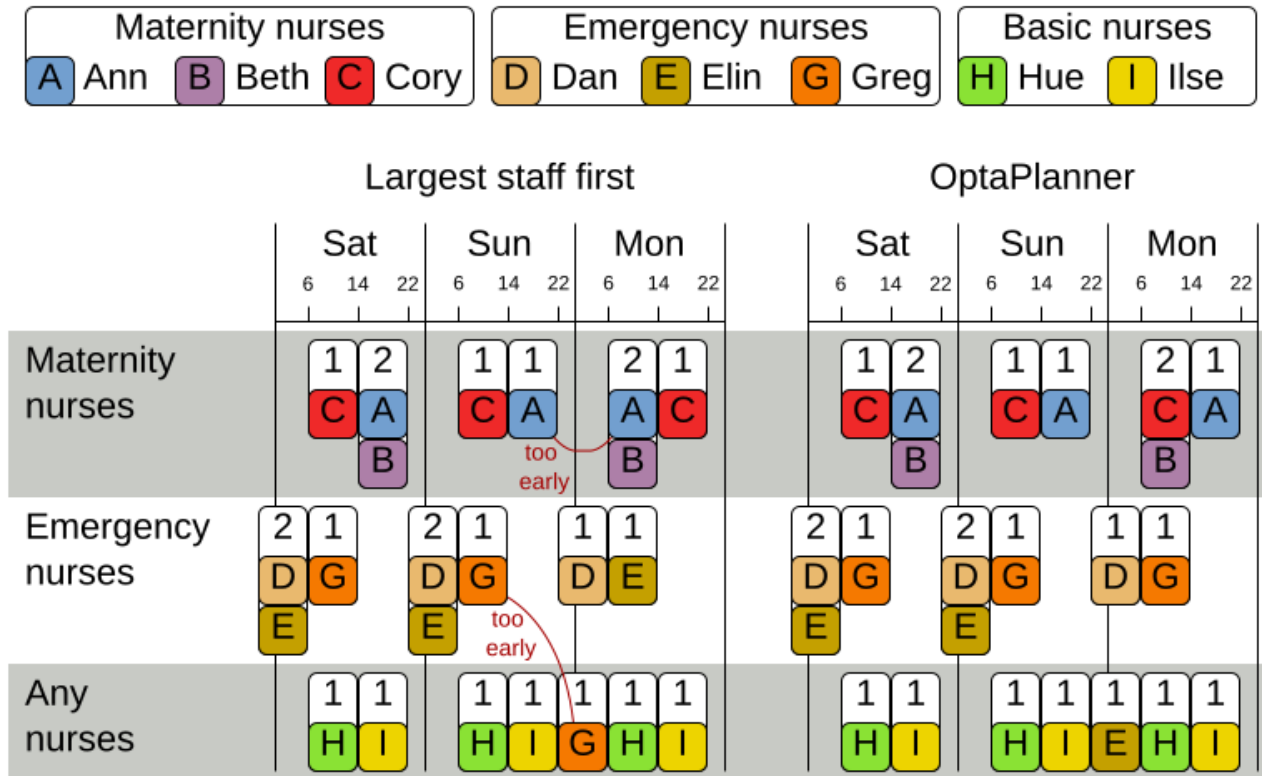 Maternity nurses Emergency nurses Basic nurses
A Ann B Beth C Cory D Dan E Elin G Greg H Hue I Ilse
Largest staff first OptaPlanner
Sat Sun Mon Sat Sun Mon
6 14 22 6 14 22 6 14 22 6 14 22 6 14 22 6 14 22
Maternity 1 2 1 1 2 1 1 2 1 1 2 1
nurses C A C A A C C A C A C A
B too B B B
early
Emergency 2 1 2 1 1 1 2 1 2 1 1 1
nurses D G D G D E D G D G D G
E E too E E
early
Any 1 1 1 1 1 1 1 1 1 1 1 1 1 1
nurses H I H I G H I H I H I E H I